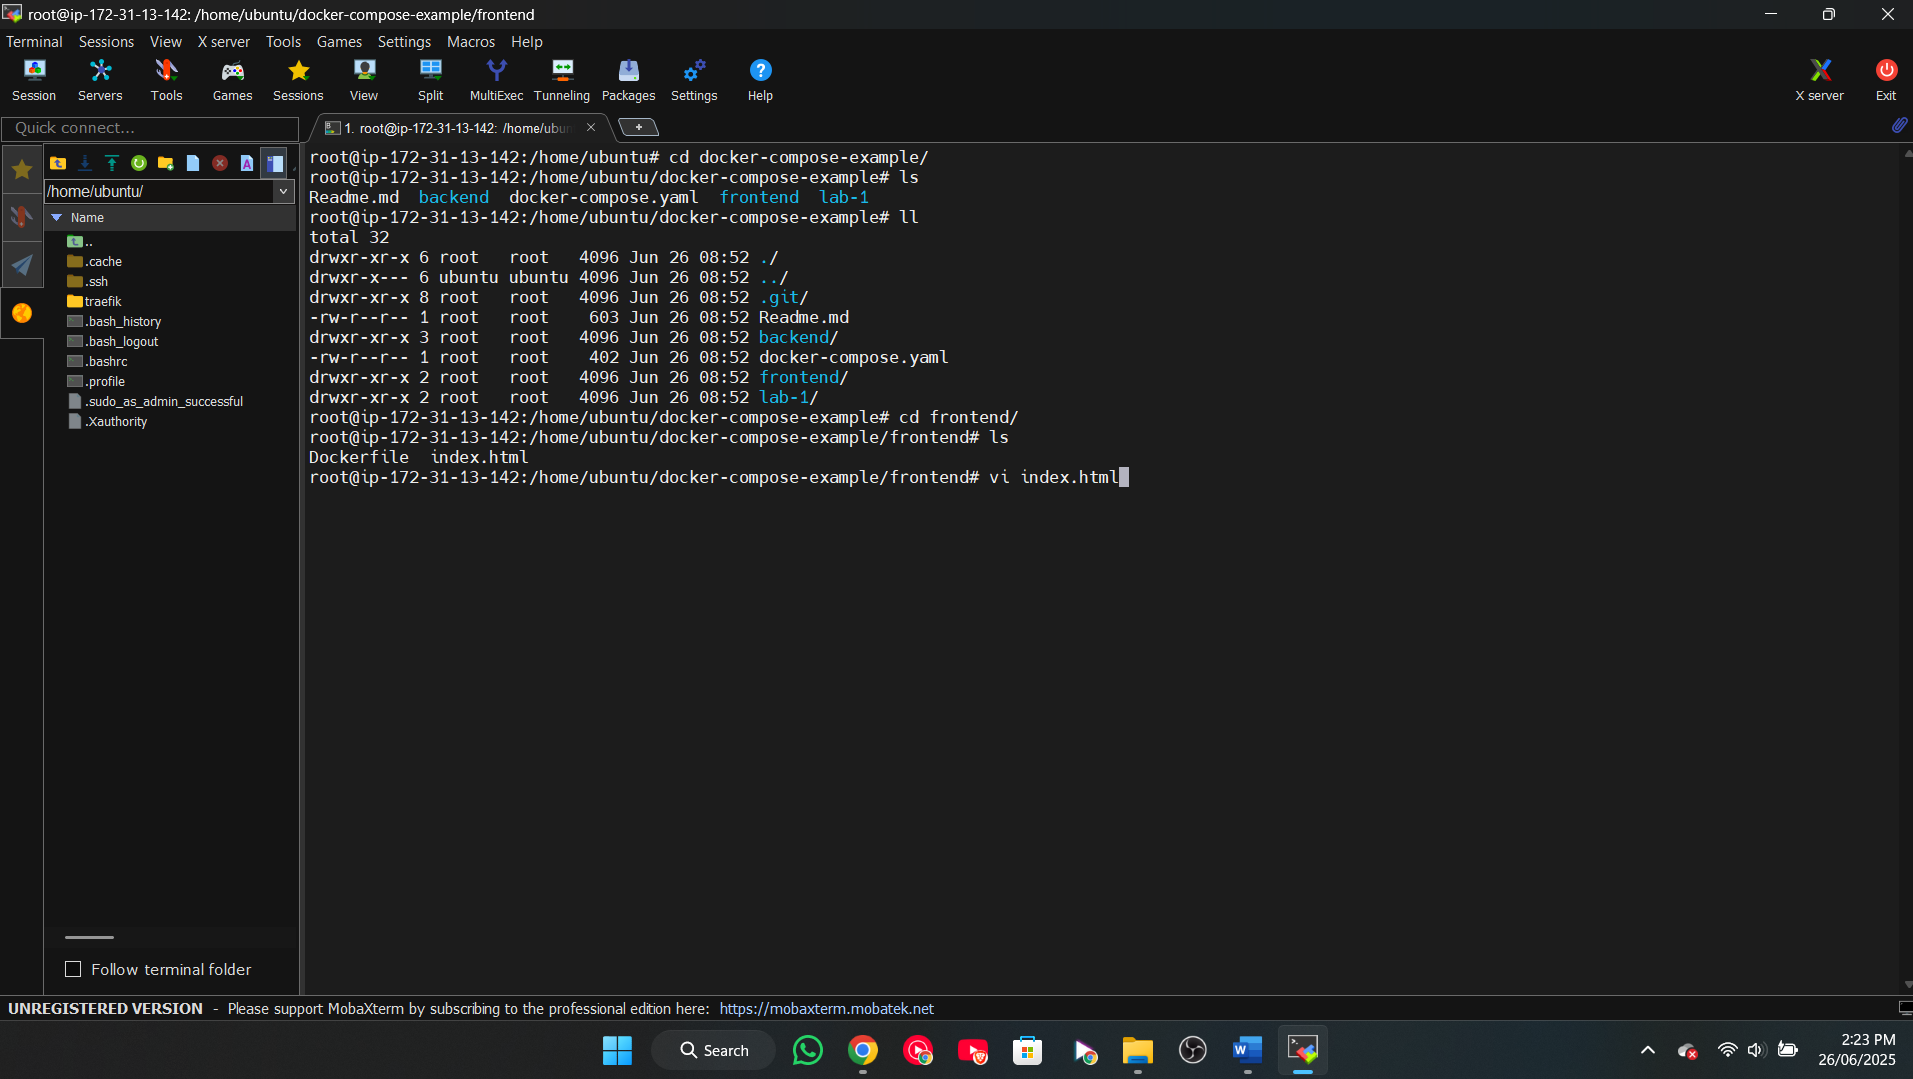 root@ip-172-31-13-142: /home/ubuntu/docker-compose-example/frontend
Terminal Sessions View X server Tools Games Settings Macros Help
Session Servers Tools Games Sessions View Split MultiExec Tunneling Packages Settings Help X server Exit
Quick connect...
1. root@ip-172-31-13-142: /home/ubun
/home/ubuntu/
Name
..
.cache
.ssh
traefik
.bash_history
.bash_logout
.bashrc
.profile
.sudo_as_admin_successful
.Xauthority
Follow terminal folder
root@ip-172-31-13-142:/home/ubuntu# cd docker-compose-example/
root@ip-172-31-13-142:/home/ubuntu/docker-compose-example# ls
Readme.md backend docker-compose.yaml frontend lab-1
root@ip-172-31-13-142:/home/ubuntu/docker-compose-example# ll
total 32
drwxr-xr-x 6 root root 4096 Jun 26 08:52 ./
drwxr-x--- 6 ubuntu ubuntu 4096 Jun 26 08:52 ../
drwxr-xr-x 8 root root 4096 Jun 26 08:52 .git/
-rw-r--r-- 1 root root 603 Jun 26 08:52 Readme.md
drwxr-xr-x 3 root root 4096 Jun 26 08:52 backend/
-rw-r--r-- 1 root root 402 Jun 26 08:52 docker-compose.yaml
drwxr-xr-x 2 root root 4096 Jun 26 08:52 frontend/
drwxr-xr-x 2 root root 4096 Jun 26 08:52 lab-1/
root@ip-172-31-13-142:/home/ubuntu/docker-compose-example# cd frontend/
root@ip-172-31-13-142:/home/ubuntu/docker-compose-example/frontend# ls
Dockerfile index.html
root@ip-172-31-13-142:/home/ubuntu/docker-compose-example/frontend# vi index.html
UNREGISTERED VERSION - Please support MobaXterm by subscribing to the professional edition here: https://mobaxterm.mobatek.net
Search
2:23 PM
26/06/2025